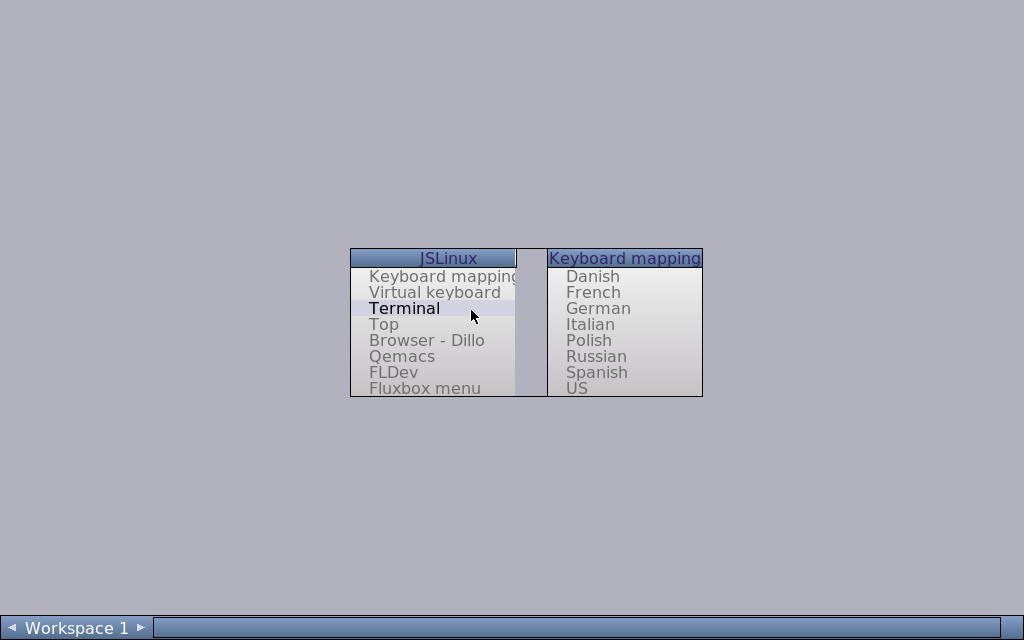 JSLinux
Keyboard mapping
Virtual keyboard
Terminal
Top
Browser - Dillo
Qemacs
FLDev
Fluxbox menu
Keyboard mapping
Danish
French
German
Italian
Polish
Russian
Spanish
US
Workspace 1